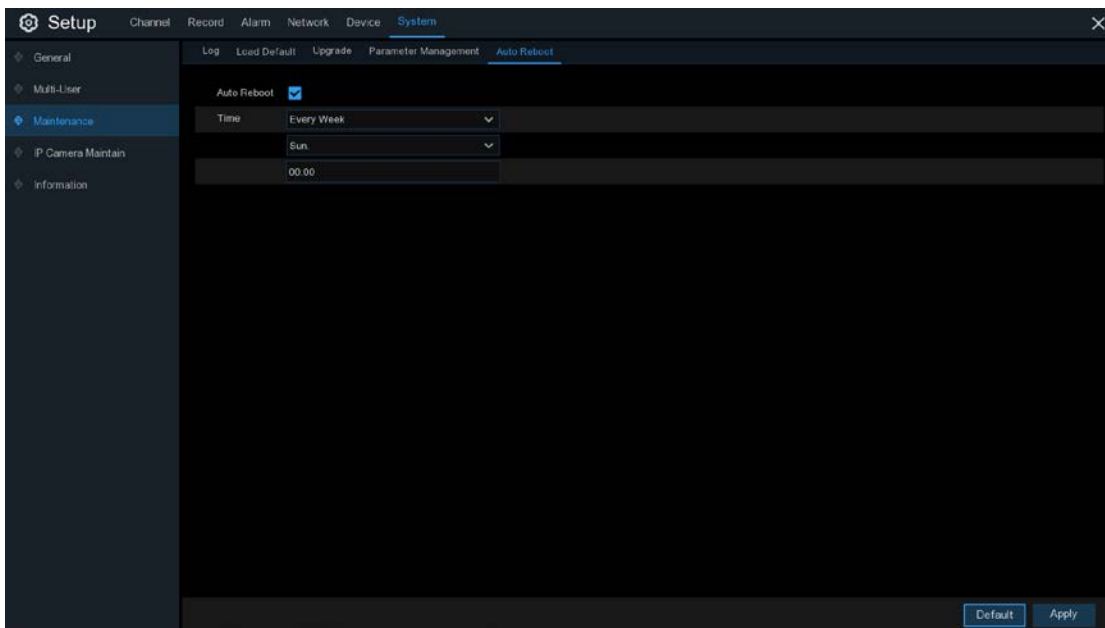 Setup Channel Record Alarm Network Device System
Log Load Default Upgrade Parameter Management Auto Reboot
General
Multi-User
Maintenance
IP Camera Maintain
Information
Auto Reboot
Time Every Week
Sun.
00:00
Default Apply